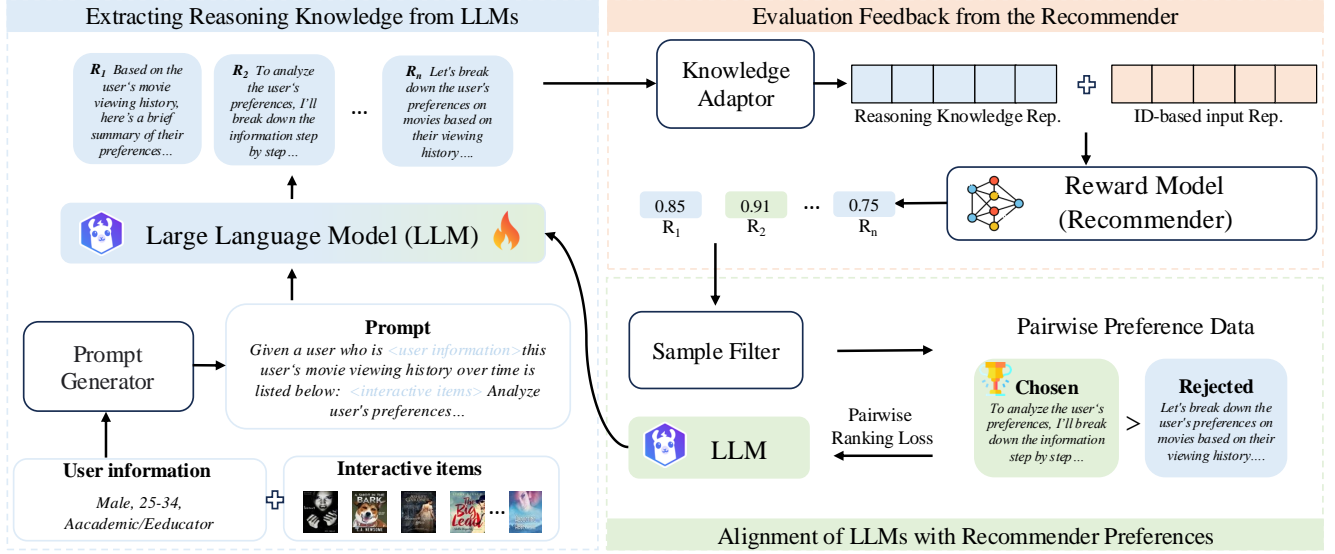 Extracting Reasoning Knowledge from LLMs
R1 Based on the
user's movie
viewing history,
here's a brief
summary of their
preferences…
R2 To analyze
the user's
preferences, I'll
break down the
information step
by step…
...
Rn Let's break
down the user's
preferences on
movies based on
their viewing
history….
Large Language Model (LLM)
Prompt
Generator
Prompt
Given a user who is <user information>this
user's movie viewing history over time is
listed below: <interactive items> Analyze
user's preferences…
User information
Male, 25-34,
Aacademic/Eeducator
Interactive items
BARK
The
Big
Lead
...
Evaluation Feedback from the Recommender
Knowledge
Adaptor
Reasoning Knowledge Rep.
ID-based input Rep.
Reward Model
(Recommender)
0.85 0.91 ... 0.75
R1 R2 Rn
Sample Filter
Pairwise Preference Data
Chosen
To analyze the user's
preferences, I'll break
down the information
step by step…
>
Rejected
Let's break down the
user's preferences on
movies based on their
viewing history….
Pairwise
Ranking Loss
LLM
Alignment of LLMs with Recommender Preferences